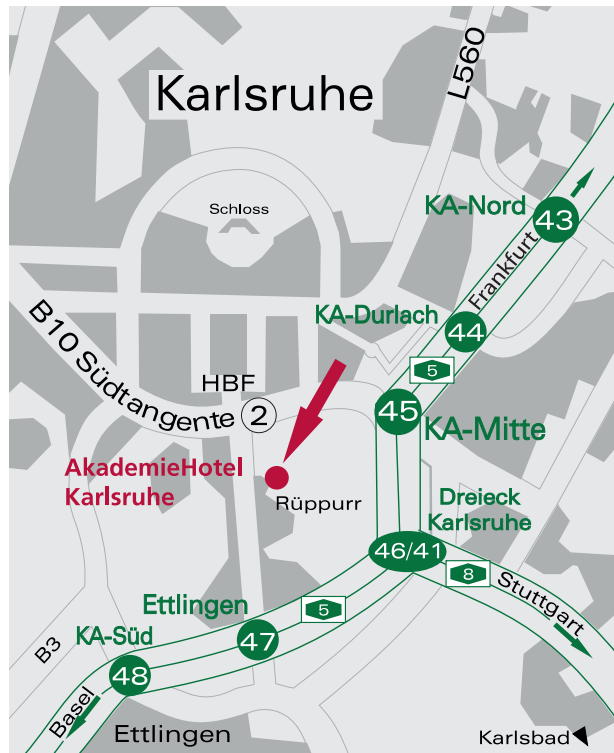 Karlsruhe
L560
Schloss
KA-Nord
43
Frankfurt
KA-Durlach
44
5
B10 Südtangente
HBF
2
45
KA-Mitte
AkademieHotel
Karlsruhe
Rüppurr
Dreieck
Karlsruhe
46/41
8
Stuttgart
Ettlingen
5
47
KA-Süd
48
B3
Basel
Ettlingen
Karlsbad